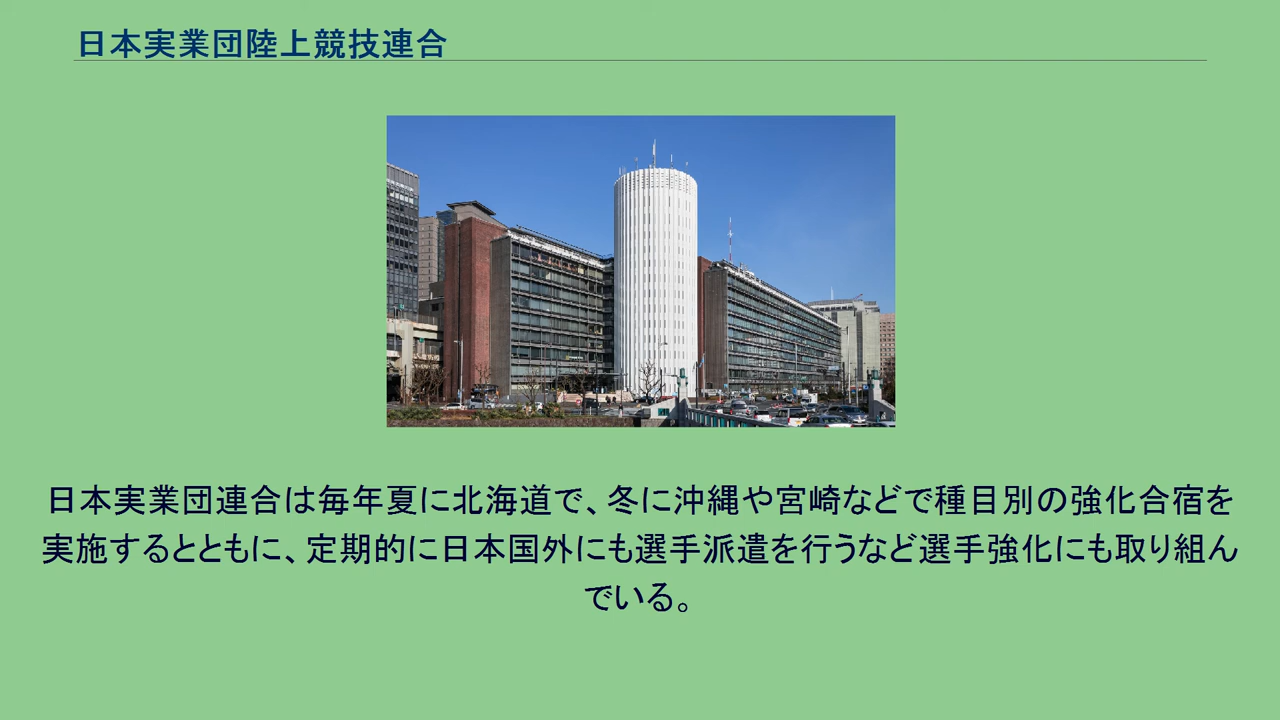 日本実業団陸上競技連合
日本実業団連合は毎年夏に北海道で、冬に沖縄や宮崎などで種目別の強化合宿を
実施するとともに、定期的に日本国外にも選手派遣を行うなど選手強化にも取り組ん
でいる。